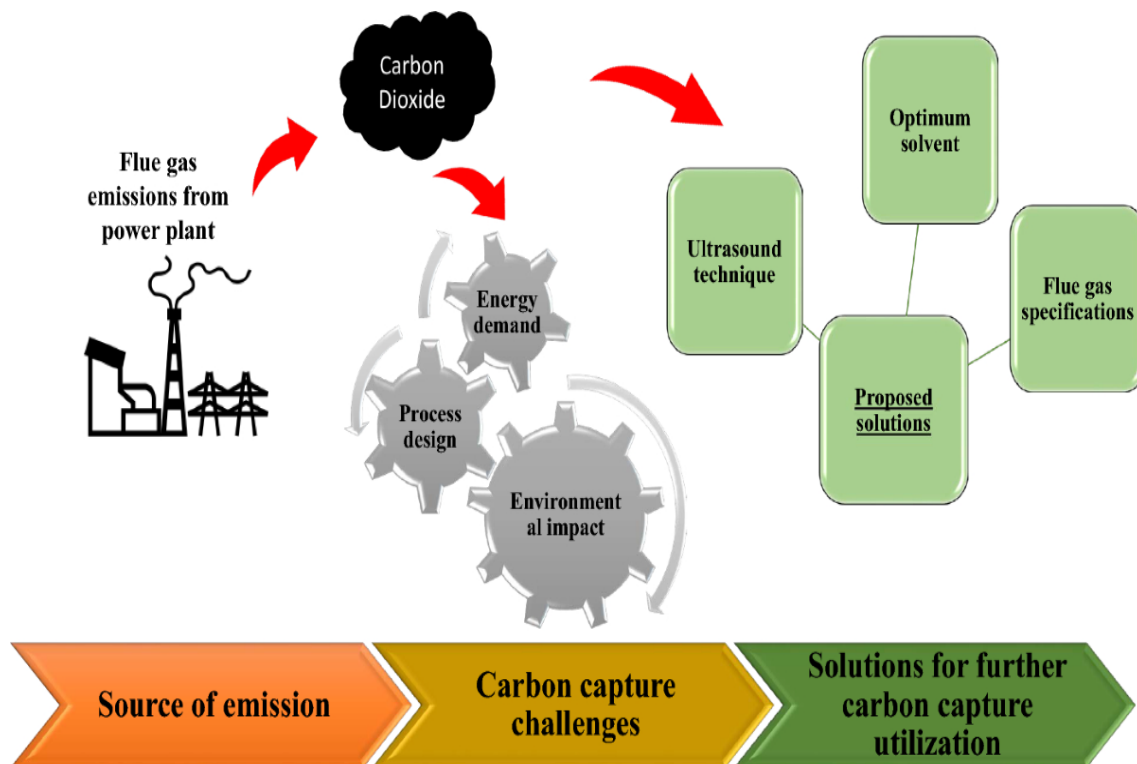 Flue gas
emissions from
power plant
Carbon
Dioxide
Energy
demand
Process
design
Environment
al impact
Optimum
solvent
Ultrasound
technique
Flue gas
specifications
Proposed
solutions
Source of emission
Carbon capture
challenges
Solutions for further
carbon capture
utilization